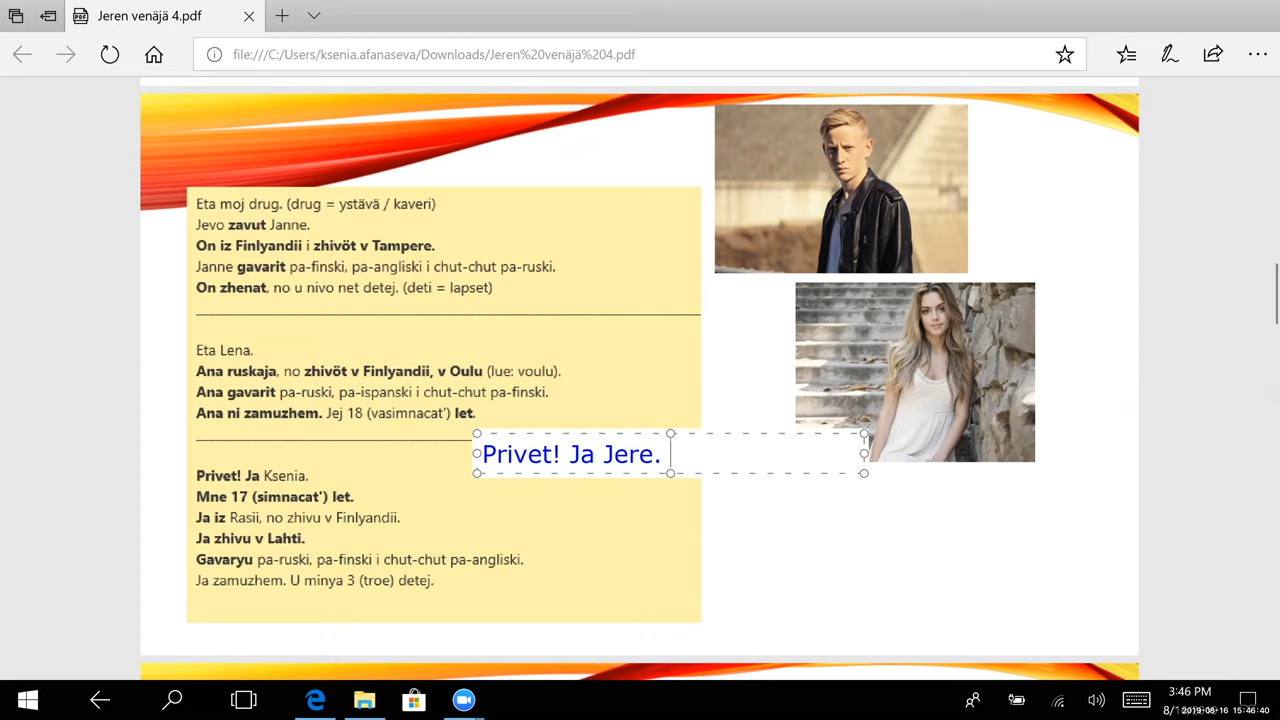 Jeren venäjä 4.pdf
file:///C:/Users/ksenia.afanaseva/Downloads/Jeren%20venäjä%204.pdf
Eta moj drug. (drug = ystävä / kaveri)
Jevo zavut Janne.
On iz Finlyandii i zhivöt v Tampere.
Janne gavarit pa-finski, pa-angliski i chut-chut pa-ruski.
On zhenat, no u nivo net detej. (deti = lapset)
Eta Lena.
Ana ruskaja, no zhivöt v Finlyandii, v Oulu (lue: voulu).
Ana gavarit pa-ruski, pa-ispanski i chut-chut pa-finski.
Ana ni zamuzhem. Jej 18 (vasimnacat') let.
Privet! Ja Jere.
Privet! Ja Ksenia.
Mne 17 (simnacat') let.
Ja iz Rasii, no zhivu v Finlyandii.
Ja zhivu v Lahti.
Gavaryu pa-ruski, pa-finski i chut-chut pa-angliski.
Ja zamuzhem. U minya 3 (troe) detej.
3:46 PM
2019-08-16 15:46:40